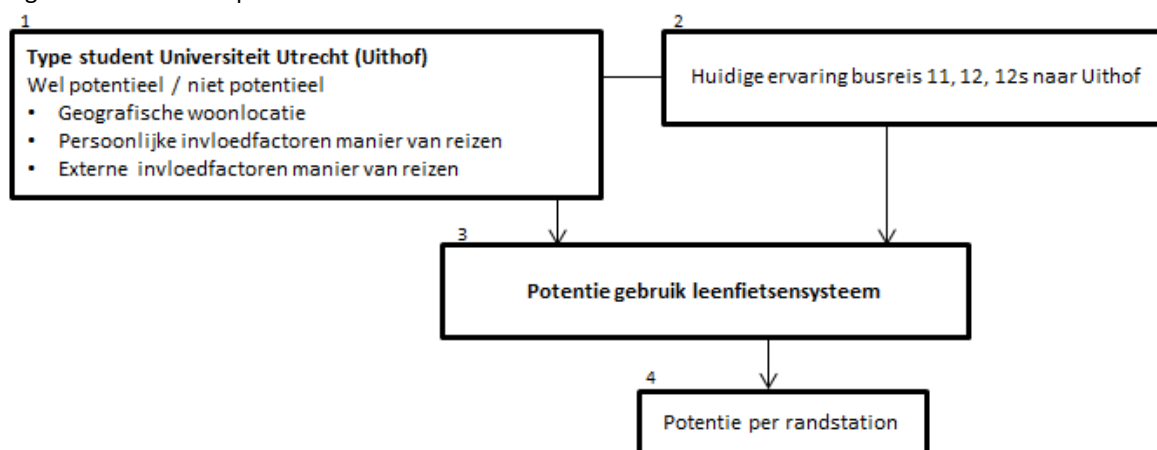 1
Type student Universiteit Utrecht (Uithof)
Wel potentieel / niet potentieel
• Geografische woonlocatie
• Persoonlijke invloedfactoren manier van reizen
• Externe invloedfactoren manier van reizen
2
Huidige ervaring busreis 11, 12, 12s naar Uithof
3
Potentie gebruik leenfietsensysteem
4
Potentie per randstation